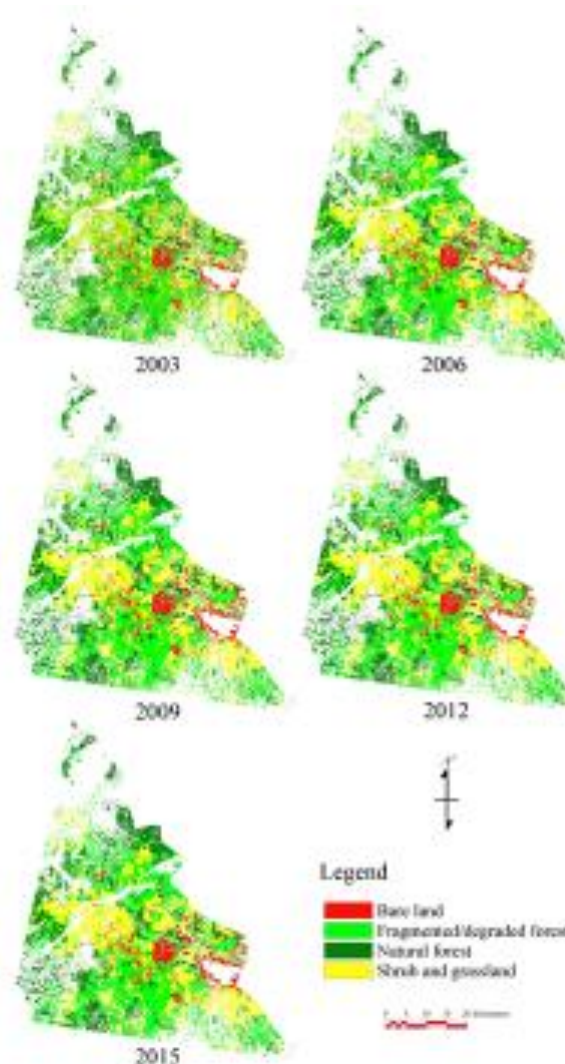 2003
2006
2009
2012
Legend
Bare land
Fragmented/degraded forest
Natural forest
Shrub and grassland
2015